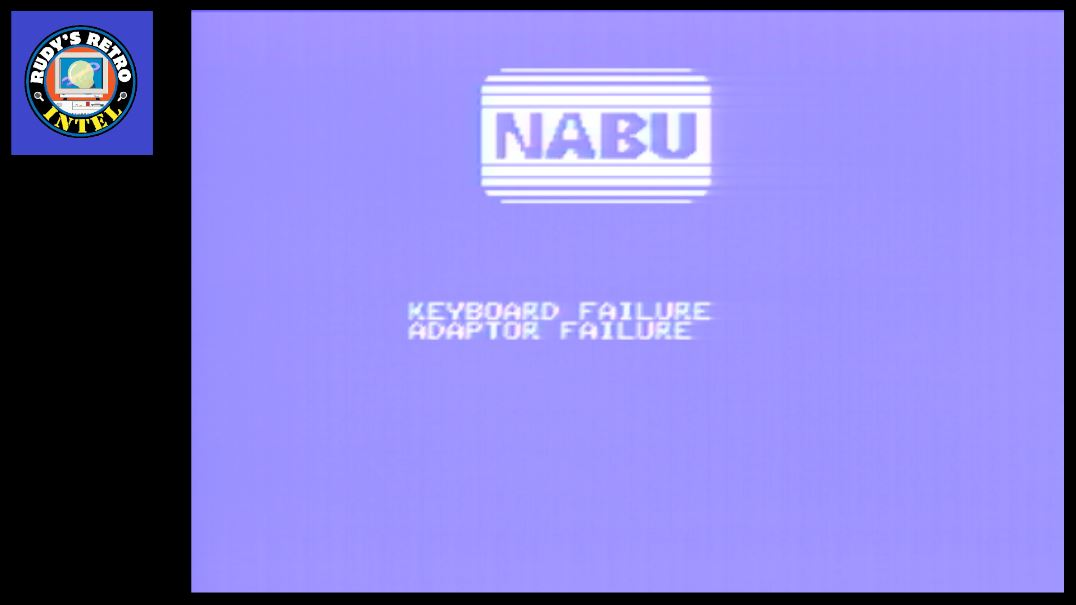 RUDY'S RETRO
INTEL
NABU
KEYBOARD FAILURE
ADAPTOR FAILURE